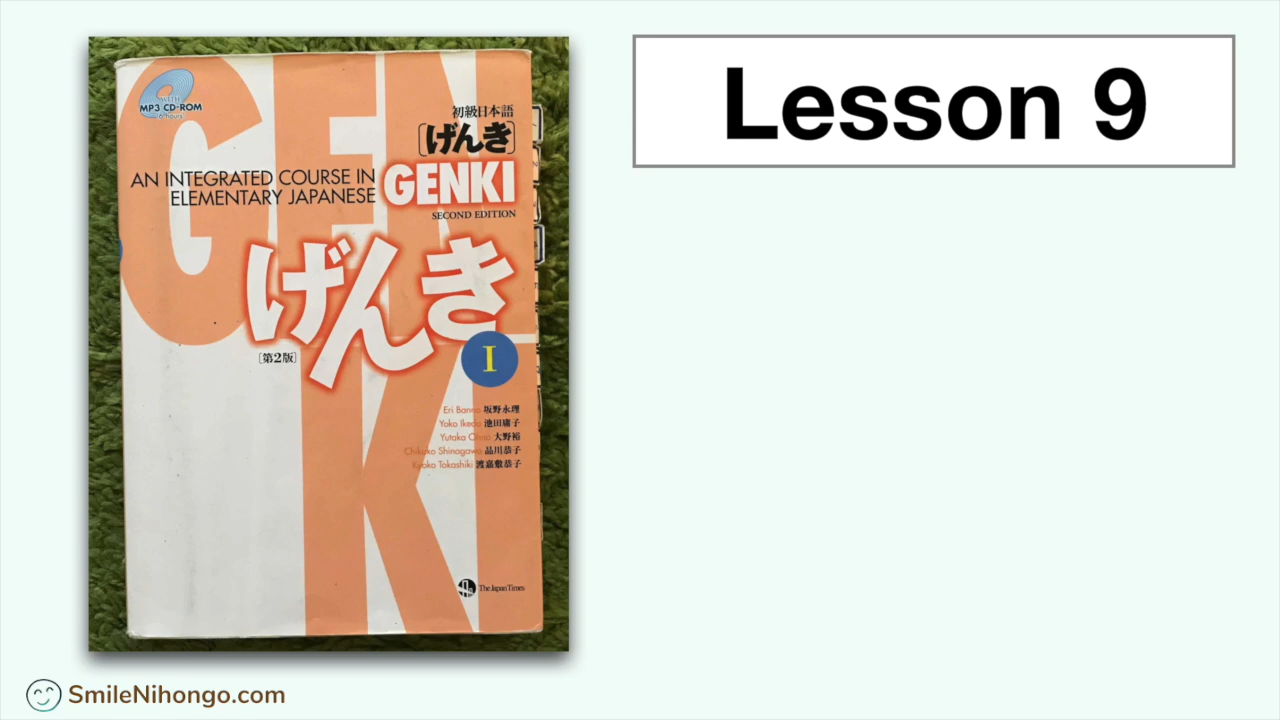 WITH
MP3 CD-ROM
16 hours
初級日本語
[げんき]
AN INTEGRATED COURSE IN
ELEMENTARY JAPANESE
GENKI
SECOND EDITION
げんき
[第2版]
I
Eri Banno 坂野永理
Yoko Ikeda 池田庸子
Yutaka Ohno 大野裕
Chikako Shinagawa 品川恭子
Kyoko Tokashiki 渡嘉敷恭子
The Japan Times
Lesson 9
SmileNihongo.com